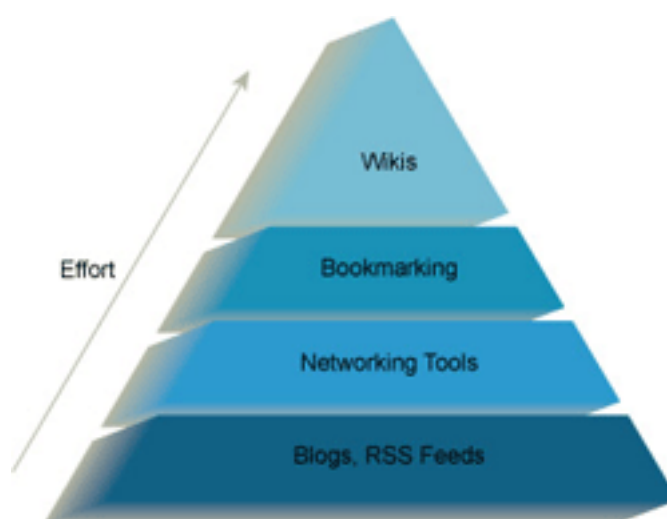 Wikis
Effort
Bookmarking
Networking Tools
Blogs, RSS Feeds